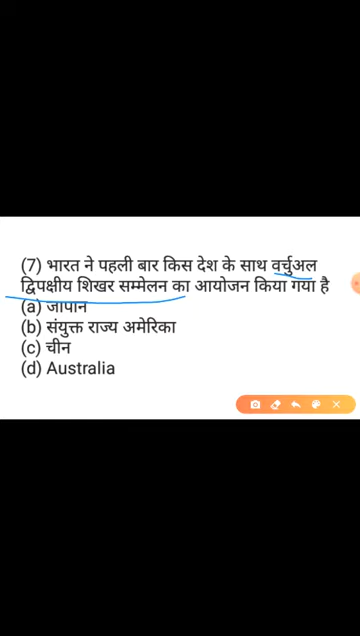 (7) भारत ने पहली बार किस देश के साथ वर्चुअल
द्विपक्षीय शिखर सम्मेलन का आयोजन किया गया है
(a) जापान
(b) संयुक्त राज्य अमेरिका
(c) चीन
(d) Australia